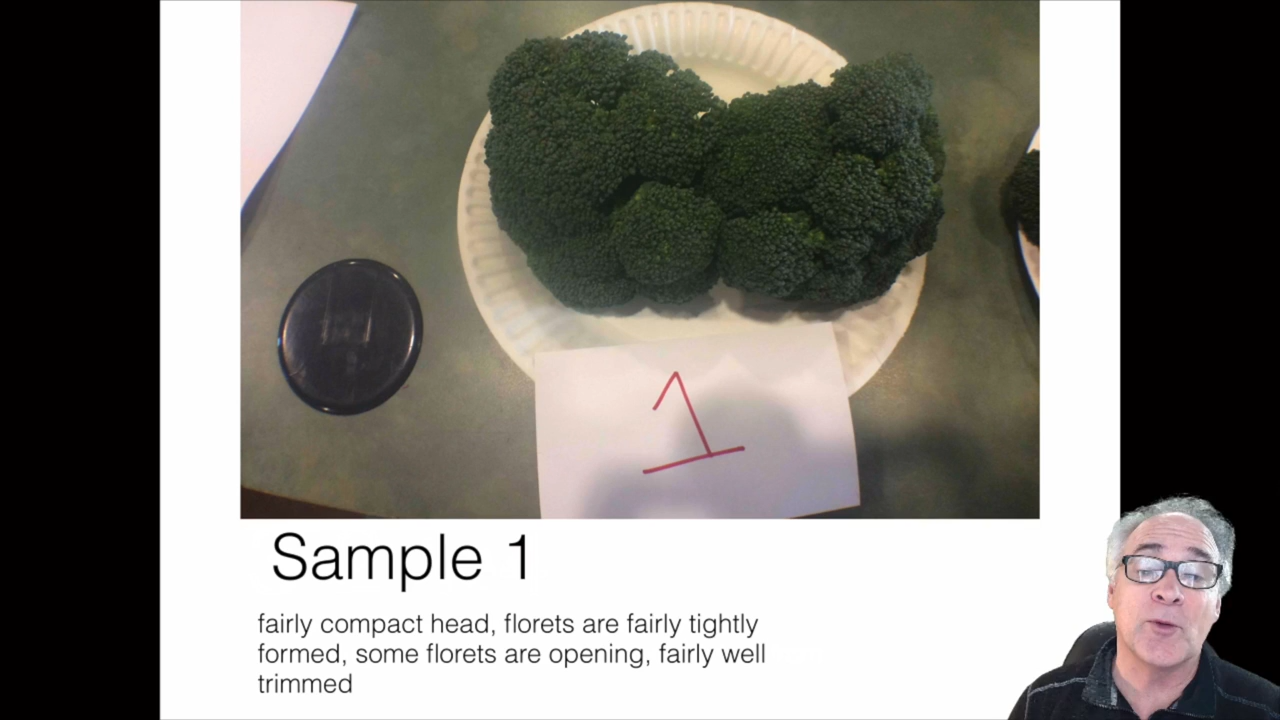 1
Sample 1
fairly compact head, florets are fairly tightly
formed, some florets are opening, fairly well
trimmed